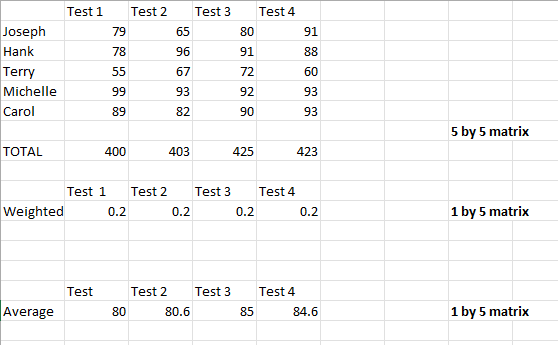 Test 1 Test 2 Test 3 Test 4
Joseph 79 65 80 91
Hank 78 96 91 88
Terry 55 67 72 60
Michelle 99 93 92 93
Carol 89 82 90 93
5 by 5 matrix
TOTAL 400 403 425 423
Test  1 Test 2 Test 3 Test 4
Weighted 0.2 0.2 0.2 0.2 1 by 5 matrix
Test Test 2 Test 3 Test 4
Average 80 80.6 85 84.6 1 by 5 matrix